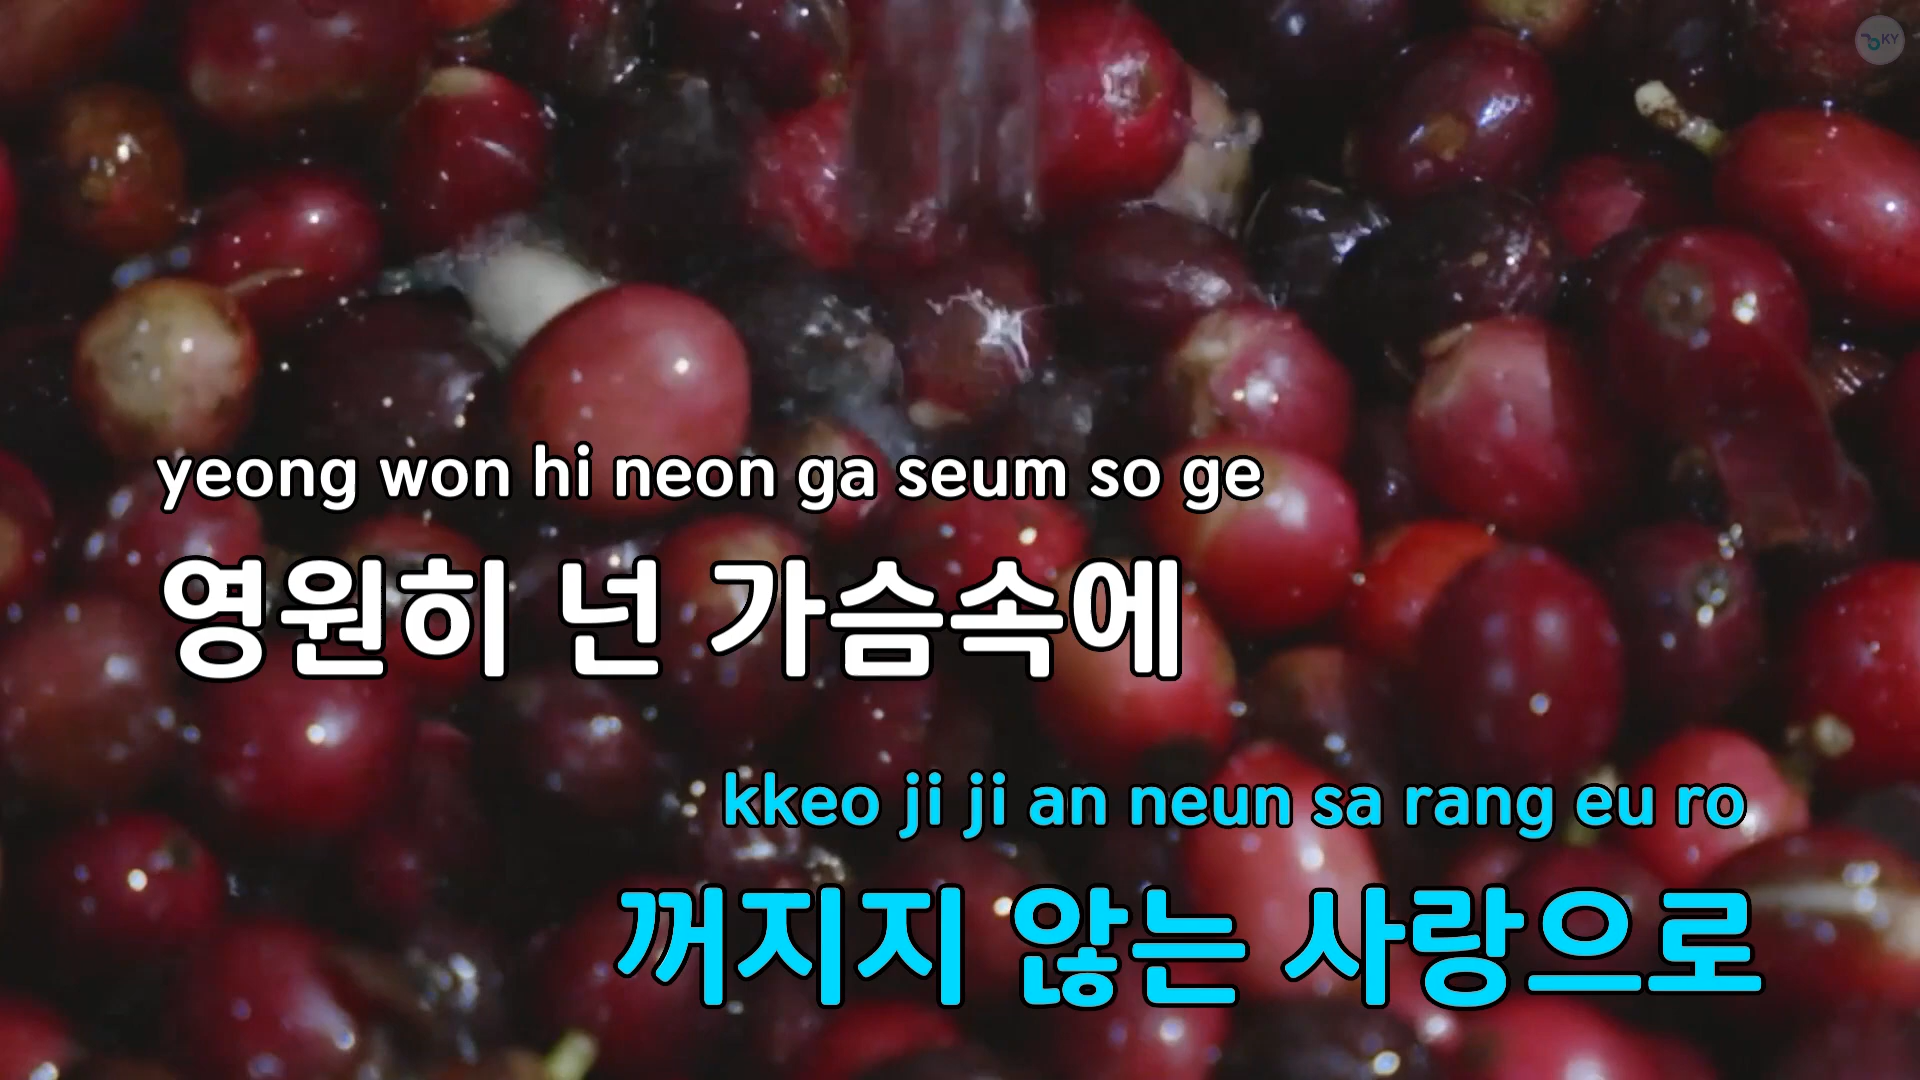 KY
yeong won hi neon ga seum so ge
영원히 넌 가슴속에
kkeo ji ji an neun sa rang eu ro
꺼지지 않는 사랑으로